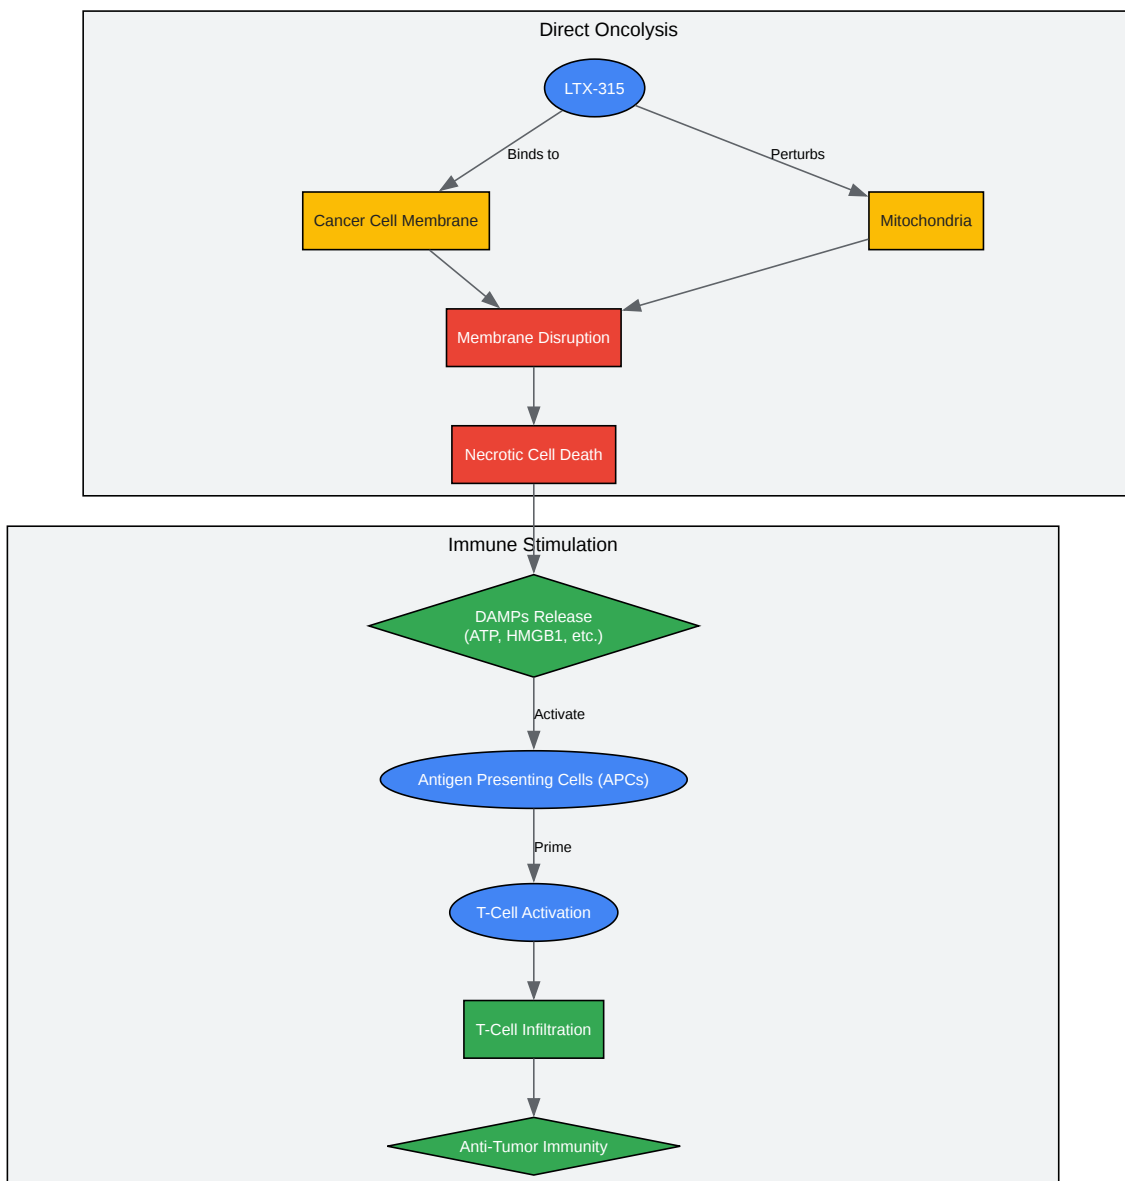 Direct Oncolysis
LTX-315
Binds to
Perturbs
Cancer Cell Membrane
Mitochondria
Membrane Disruption
Necrotic Cell Death
Immune Stimulation
DAMPs Release
(ATP, HMGB1, etc.)
Activate
Antigen Presenting Cells (APCs)
Prime
T-Cell Activation
T-Cell Infiltration
Anti-Tumor Immunity